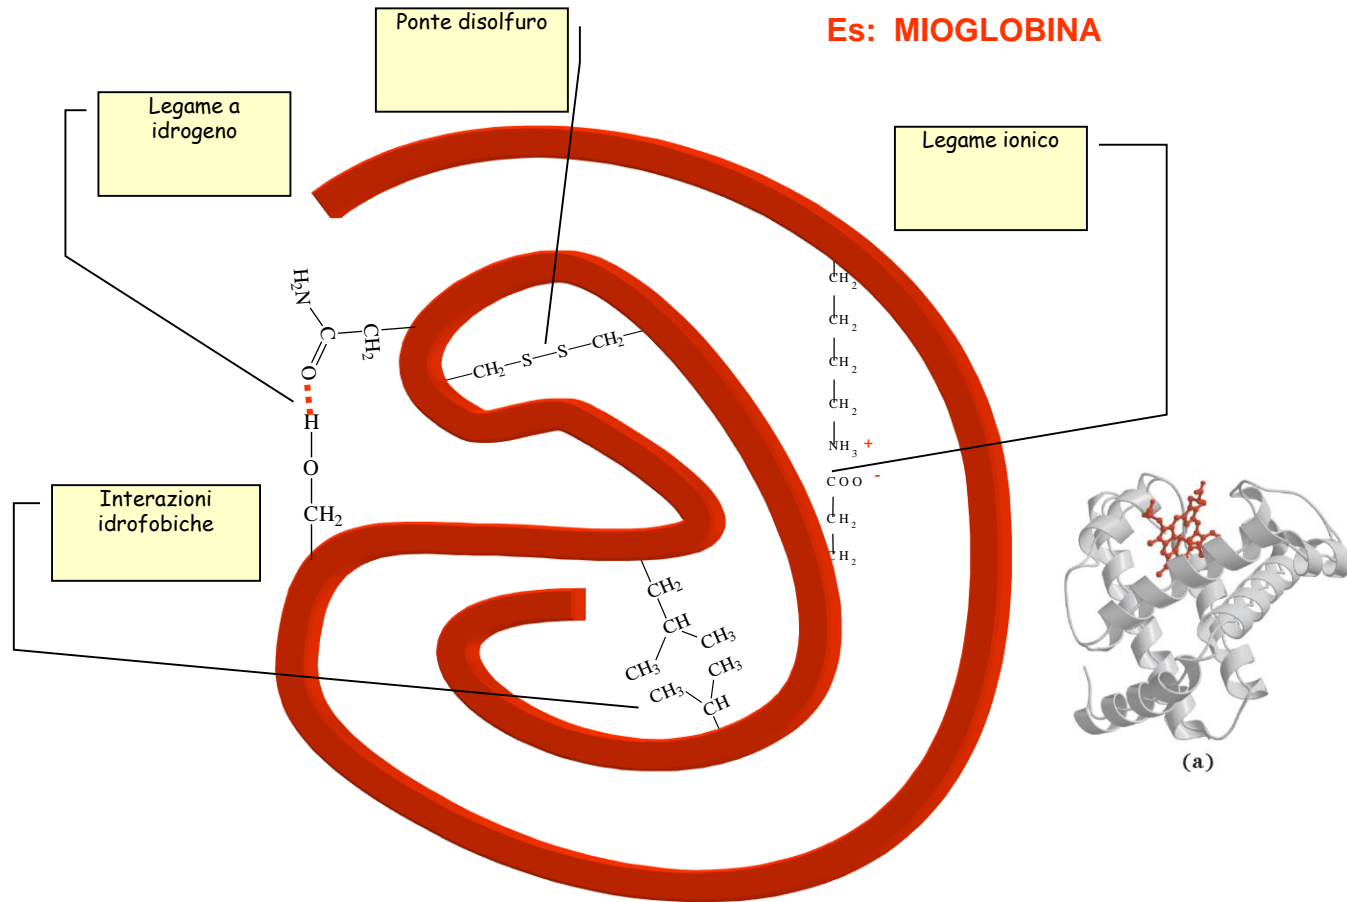 Ponte disolfuro
Es: MIOGLOBINA
Legame a
idrogeno
Legame ionico
H₂N
C
CH₂
O
H
O
CH₂
CH₂
S
S
CH₂
CH₂
CH₂
CH₂
CH₂
NH₃ +
COO -
CH₂
CH₂
Interazioni
idrofobiche
CH₂
CH
CH₃
CH₃
CH₃
CH₃
CH
(a)